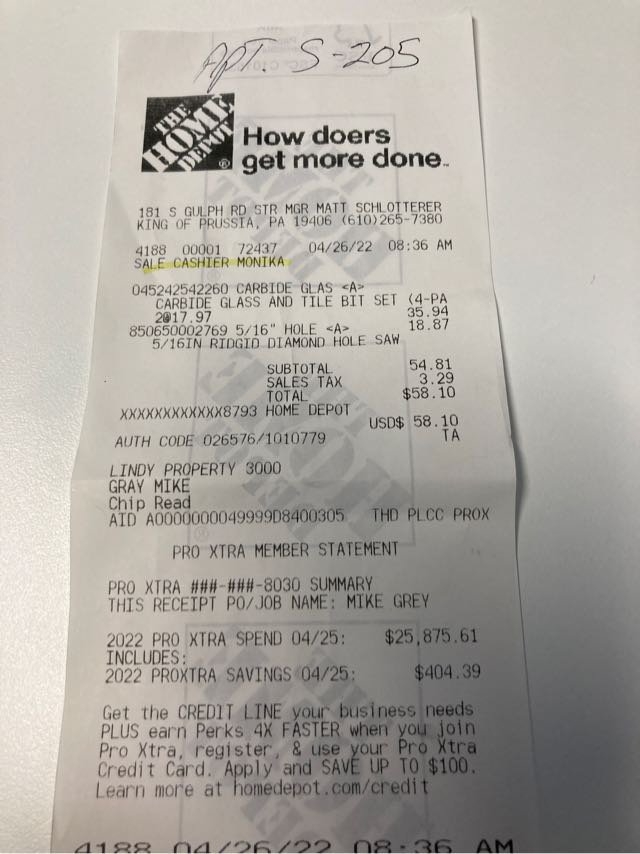 APT. S-205
THE HOME DEPOT ®
How doers
get more done™
181 S GULPH RD STR MGR MATT SCHLOTTERER
KING OF PRUSSIA, PA 19406 (610)265-7380
4188 00001 72437 04/26/22 08:36 AM
SALE CASHIER MONIKA
045242542260 CARBIDE GLAS <A>
CARBIDE GLASS AND TILE BIT SET (4-PA
2@17.97 35.94
850650002769 5/16" HOLE <A> 18.87
5/16IN RIDGID DIAMOND HOLE SAW
SUBTOTAL 54.81
SALES TAX 3.29
TOTAL $58.10
XXXXXXXXXXXX8793 HOME DEPOT
USD$ 58.10
AUTH CODE 026576/1010779 TA
LINDY PROPERTY 3000
GRAY MIKE
Chip Read
AID A0000000049999D8400305 THD PLCC PROX
PRO XTRA MEMBER STATEMENT
PRO XTRA ###-###-8030 SUMMARY
THIS RECEIPT PO/JOB NAME: MIKE GREY
2022 PRO XTRA SPEND 04/25: $25,875.61
INCLUDES:
2022 PROXTRA SAVINGS 04/25: $404.39
Get the CREDIT LINE your business needs
PLUS earn Perks 4X FASTER when you join
Pro Xtra, register, & use your Pro Xtra
Credit Card. Apply and SAVE UP TO $100.
Learn more at homedepot.com/credit
4188 04/26/22 08:36 AM